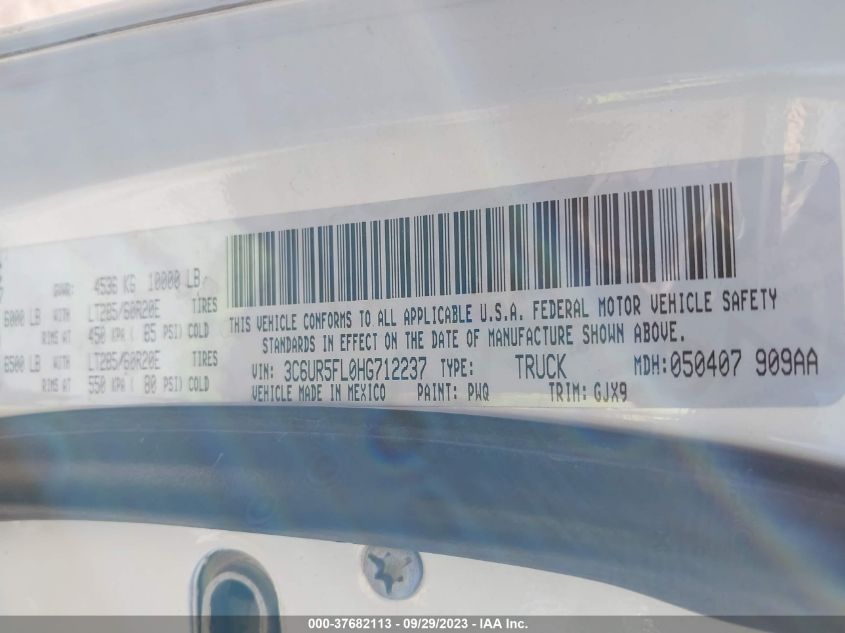 GVWR: 4536 KG 10000 LB
6000 LB WITH LT285/60R20E TIRES
RIMS AT 450 KPA ( 65 PSI) COLD
6500 LB WITH LT285/60R20E TIRES
RIMS AT 550 KPA ( 80 PSI) COLD
THIS VEHICLE CONFORMS TO ALL APPLICABLE U.S.A. FEDERAL MOTOR VEHICLE SAFETY
STANDARDS IN EFFECT ON THE DATE OF MANUFACTURE SHOWN ABOVE.
VIN: 3C6UR5FL0HG712237 TYPE: TRUCK MDH:050407 909AA
VEHICLE MADE IN MEXICO PAINT: PWQ TRIM: GJX9
000-37682113 - 09/29/2023 - IAA Inc.